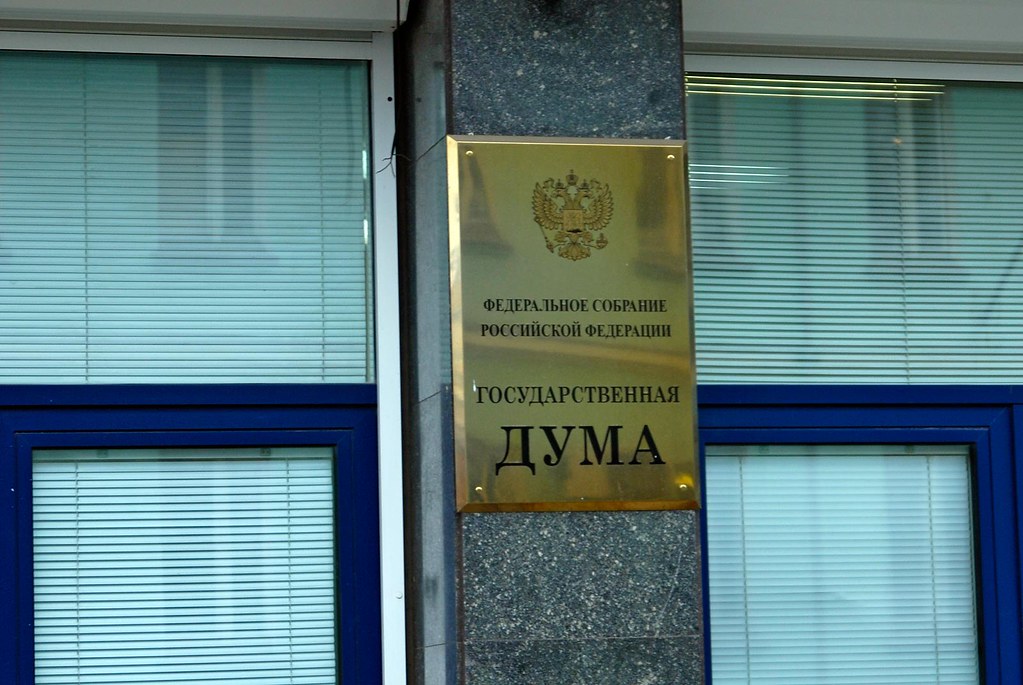 ФЕДЕРАЛЬНОЕ СОБРАНИЕ
РОССИЙСКОЙ ФЕДЕРАЦИИ
ГОСУДАРСТВЕННАЯ
ДУМА